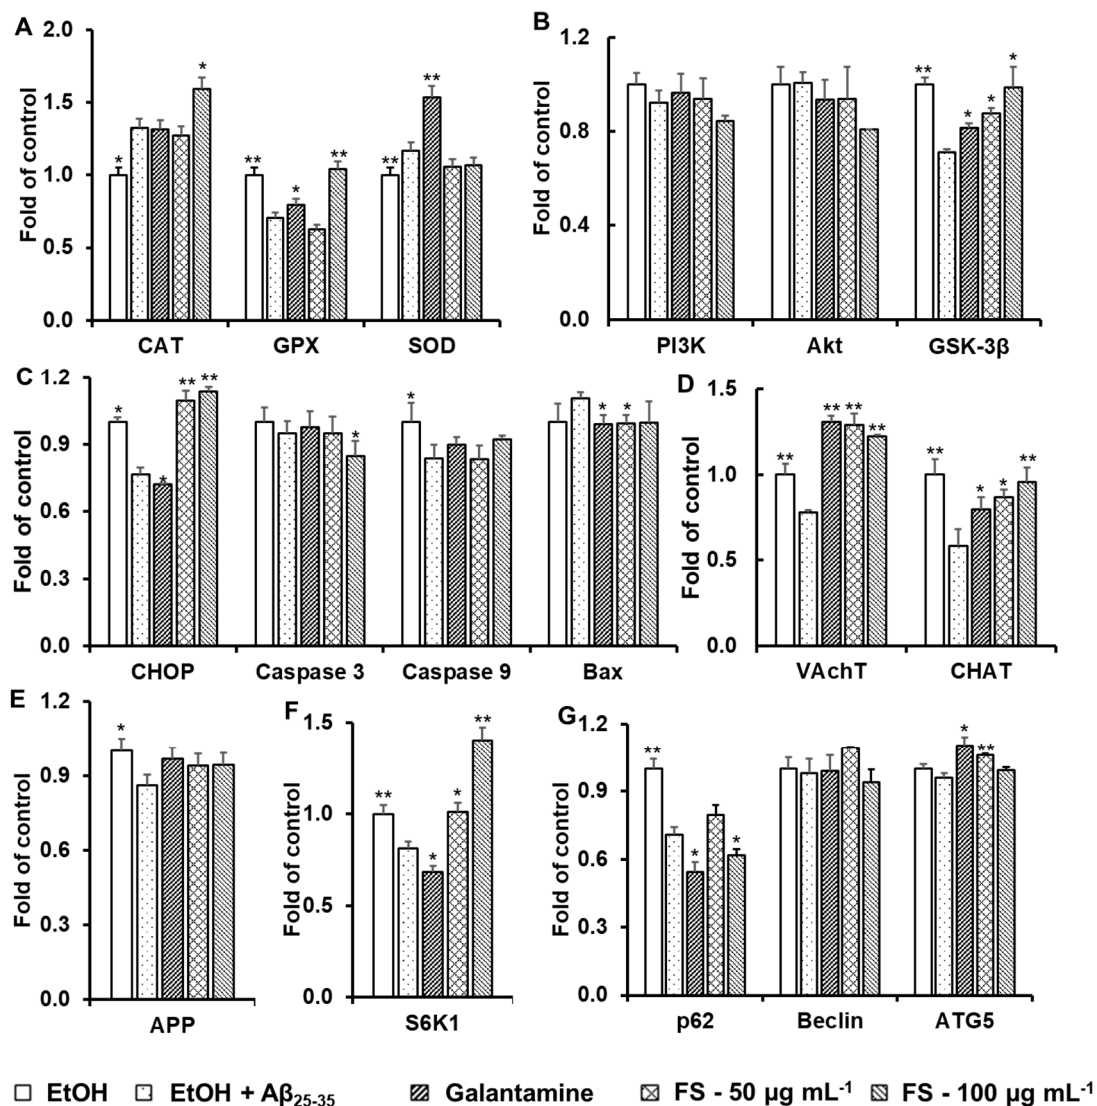 A
Fold of control
2.0
1.5
1.0
0.5
0.0
* * ** * ** ** **
CAT GPX SOD
B
Fold of control
1.2
0.8
0.4
0.0
** * * *
PI3K Akt GSK-3β
C
Fold of control
1.2
0.9
0.6
0.3
0.0
* * ** ** * * * *
CHOP Caspase 3 Caspase 9 Bax
D
Fold of control
1.5
1.0
0.5
0.0
** ** ** ** ** * * **
VAchT CHAT
E
Fold of control
1.2
0.9
0.6
0.3
0.0
*
APP
F
Fold of control
1.5
1.0
0.5
0.0
** * * **
S6K1
G
Fold of control
1.2
0.9
0.6
0.3
0.0
** * * * **
p62 Beclin ATG5
EtOH EtOH + Aβ25-35 Galantamine FS - 50 µg mL-1 FS - 100 µg mL-1